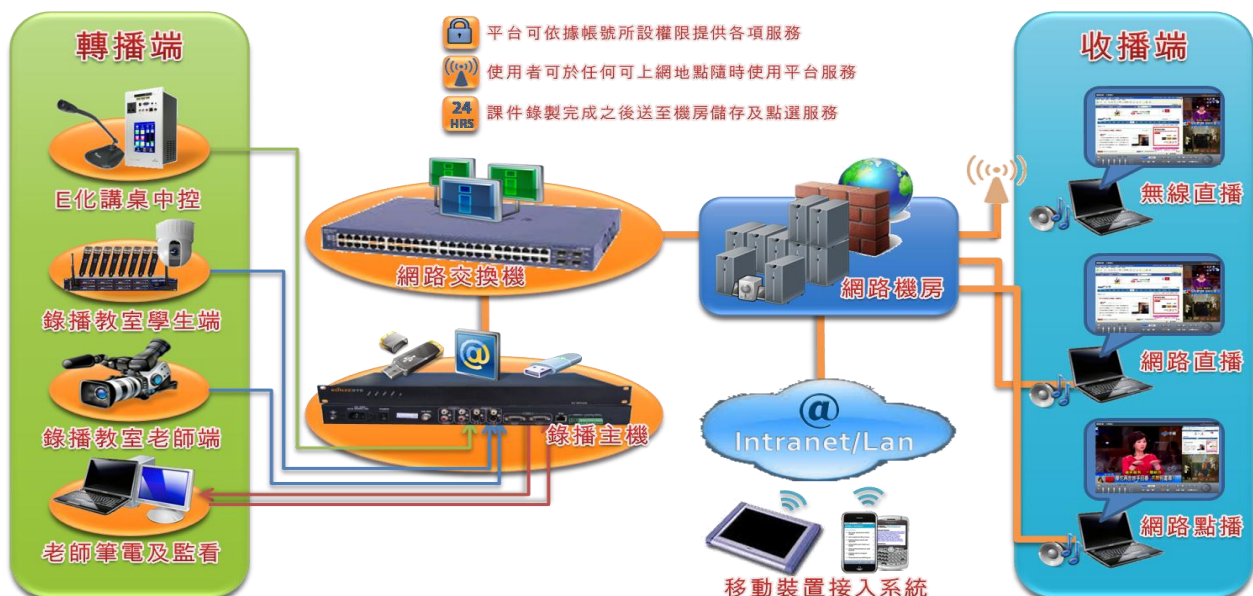 轉播端
E化講桌中控
錄播教室學生端
錄播教室老師端
老師筆電及監看
平台可依據帳號所設權限提供各項服務
使用者可於任何可上網地點隨時使用平台服務
24
HRS
課件錄製完成之後送至機房儲存及點選服務
網路交換機
@
錄播主機
網路機房
@
Intranet/Lan
移動裝置接入系統
收播端
無線直播
網路直播
網路點播